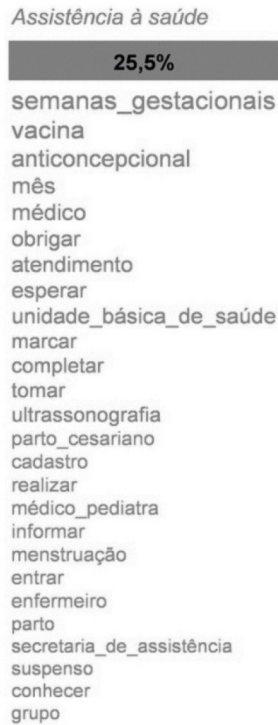 Assistência à saúde
25,5%
semanas_gestacionais
vacina
anticoncepcional
mês
médico
obrigar
atendimento
esperar
unidade_básica_de_saúde
marcar
completar
tomar
ultrassonografia
parto_cesariano
cadastro
realizar
médico_pediatra
informar
menstruação
entrar
enfermeiro
parto
secretaria_de_assistência
suspenso
conhecer
grupo